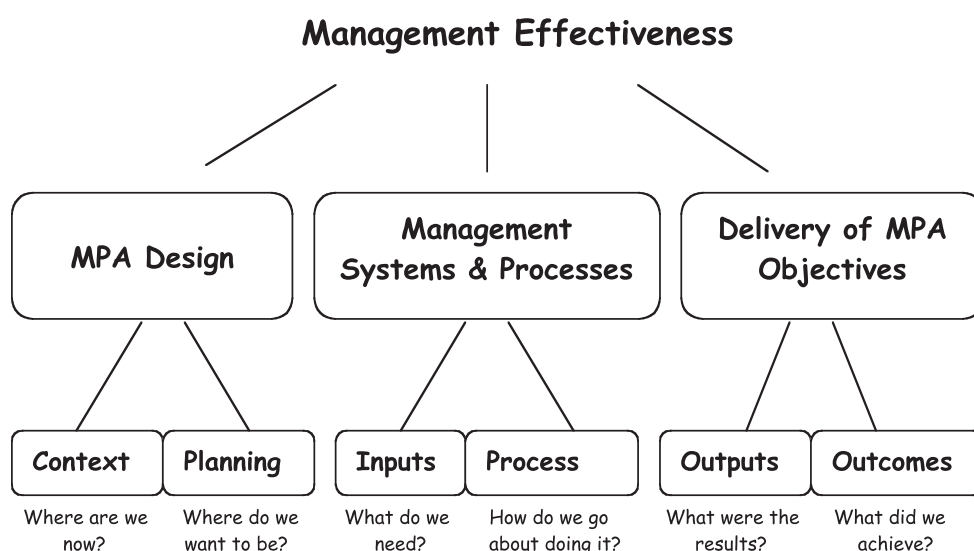 Management Effectiveness
MPA Design
Management
Systems & Processes
Delivery of MPA
Objectives
Context
Planning
Inputs
Process
Outputs
Outcomes
Where are we
now?
Where do we
want to be?
What do we
need?
How do we go
about doing it?
What were the
results?
What did we
achieve?